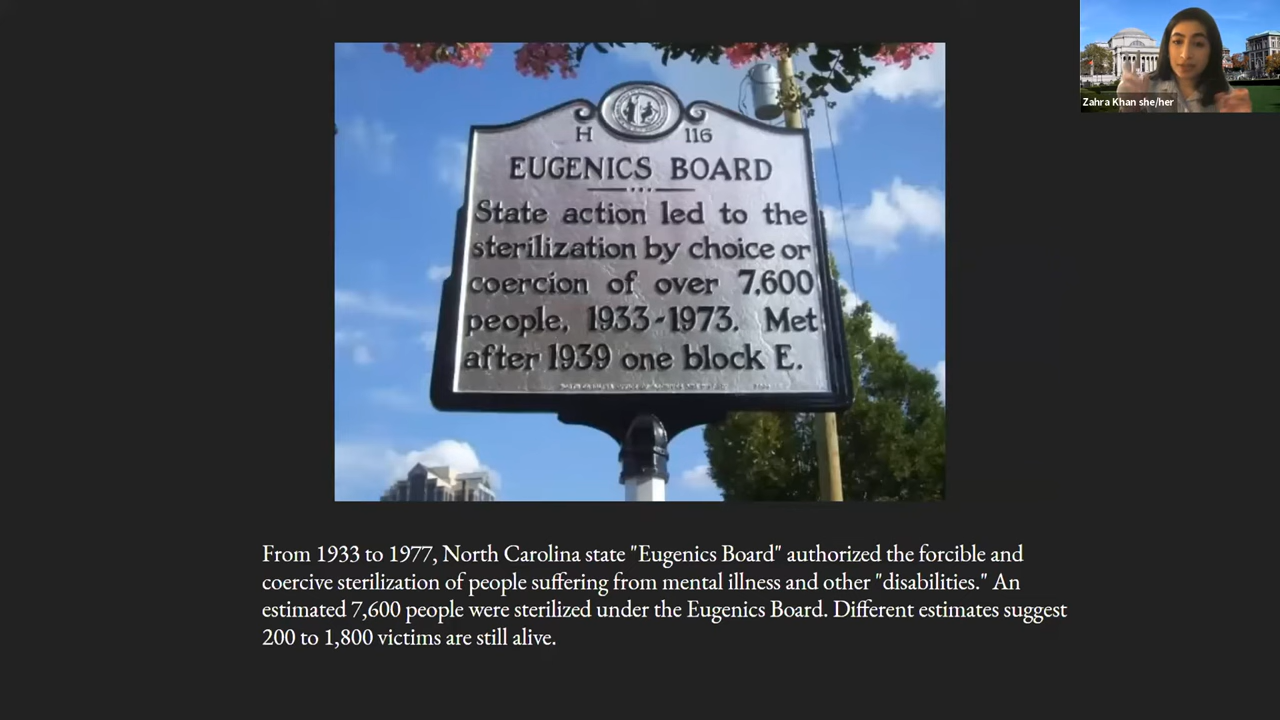 Zahra Khan she/her
H 116
EUGENICS BOARD
State action led to the
sterilization by choice or
coercion of over 7,600
people, 1933-1973. Met
after 1939 one block E.
From 1933 to 1977, North Carolina state "Eugenics Board" authorized the forcible and
coercive sterilization of people suffering from mental illness and other "disabilities." An
estimated 7,600 people were sterilized under the Eugenics Board. Different estimates suggest
200 to 1,800 victims are still alive.